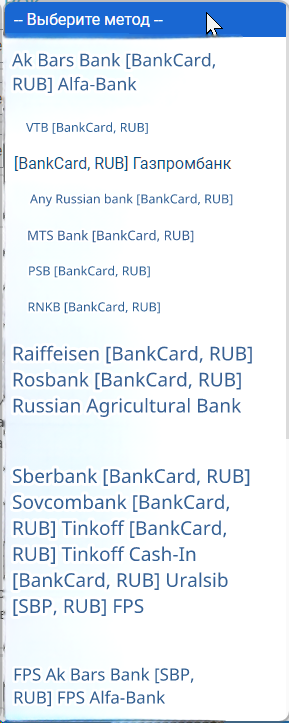 -- Выберите метод --
Ak Bars Bank [BankCard,
RUB] Alfa-Bank
VTB [BankCard, RUB]
[BankCard, RUB] Газпромбанк
Any Russian bank [BankCard, RUB]
MTS Bank [BankCard, RUB]
PSB [BankCard, RUB]
RNKB [BankCard, RUB]
Raiffeisen [BankCard, RUB]
Rosbank [BankCard, RUB]
Russian Agricultural Bank
Sberbank [BankCard, RUB]
Sovcombank [BankCard,
RUB] Tinkoff [BankCard,
RUB] Tinkoff Cash-In
[BankCard, RUB] Uralsib
[SBP, RUB] FPS
FPS Ak Bars Bank [SBP,
RUB] FPS Alfa-Bank